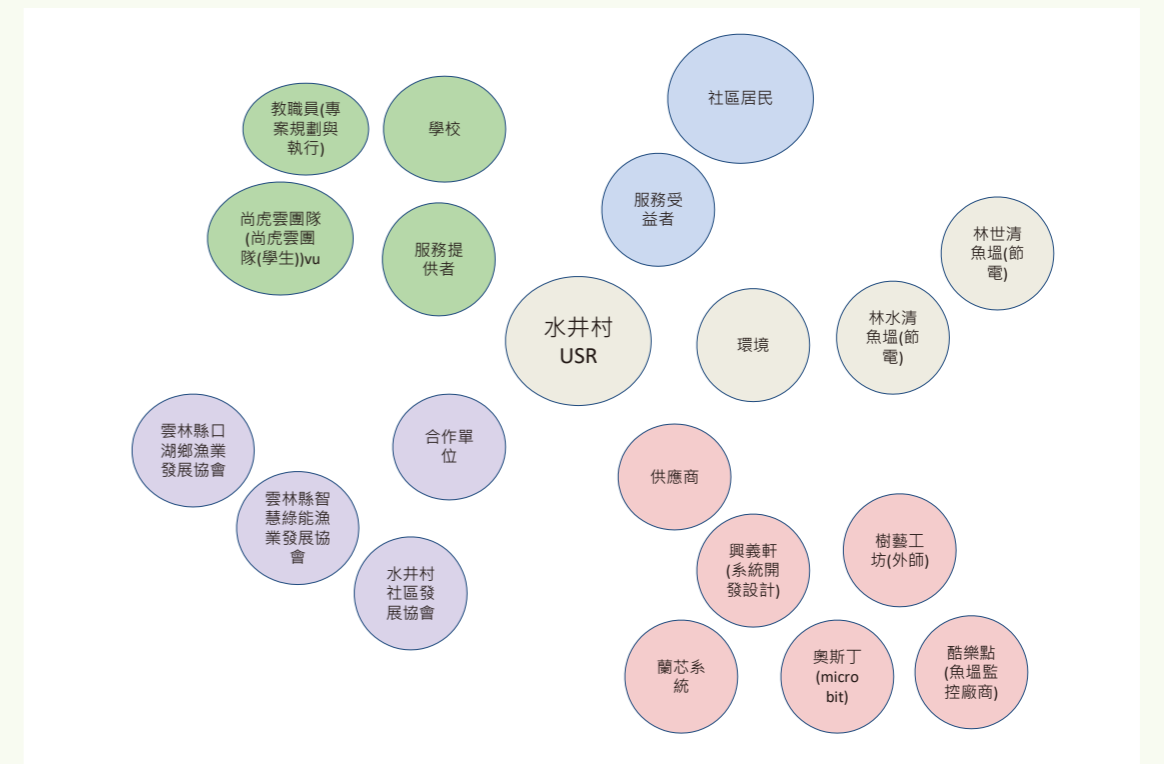 社區居民
教職員(專
案規劃與
執行)
學校
服務受
益者
尚虎雲團隊
(尚虎雲團
隊(學生))vu
服務提
供者
林世清
魚塭(節
電)
水井村
USR
環境
林水清
魚塭(節
電)
雲林縣口
湖鄉漁業
發展協會
合作單
位
供應商
雲林縣智
慧綠能漁
業發展協
會
興義軒
(系統開
發設計)
樹藝工
坊(外師)
水井村
社區發
展協會
蘭芯系
統
奧斯丁
(micro
bit)
酷樂點
(魚塭監
控廠商)